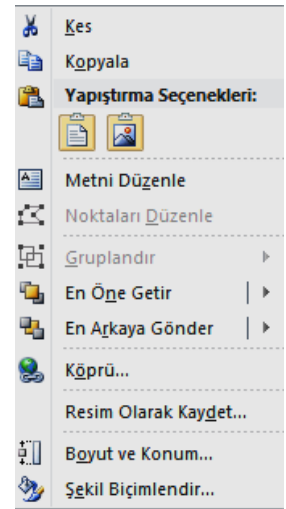 Kes
Kopyala
Yapıştırma Seçenekleri:
Metni Düzenle
Noktaları Düzenle
Gruplandır
En Öne Getir
En Arkaya Gönder
Köprü...
Resim Olarak Kaydet...
Boyut ve Konum...
Şekil Biçimlendir...